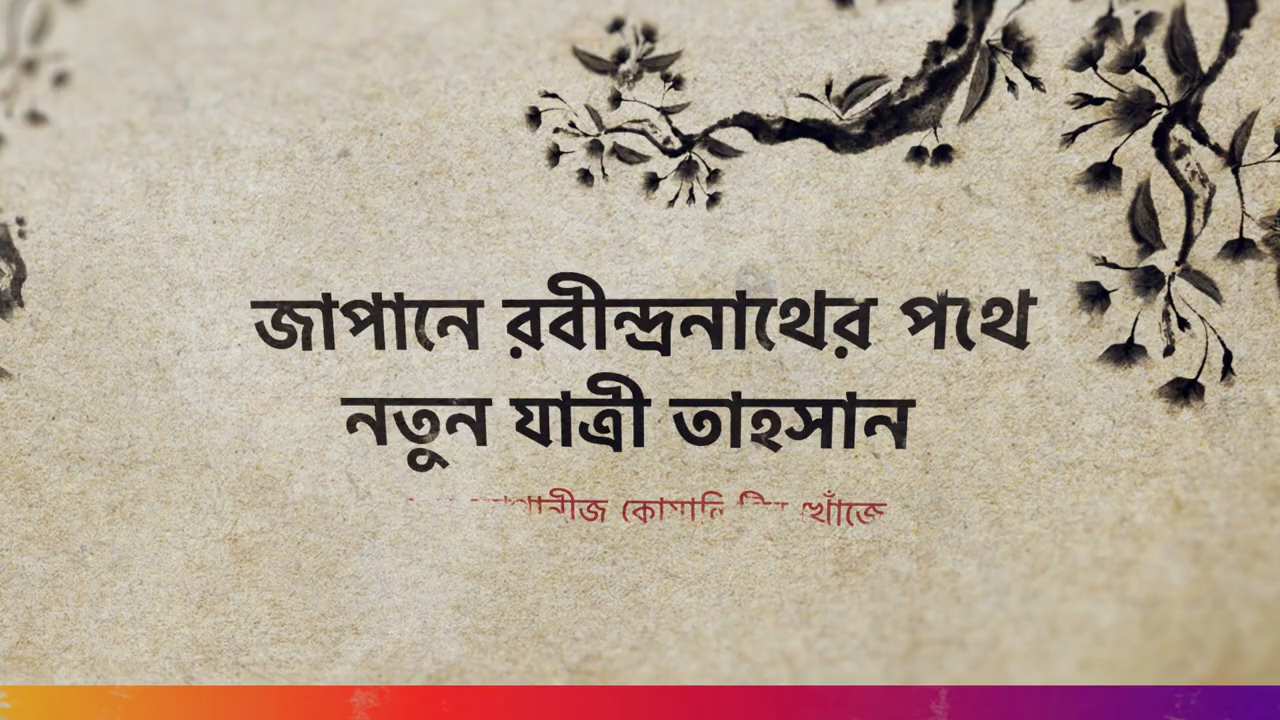 জাপানে রবীন্দ্রনাথের পথে
নতুন যাত্রী তাহসান
খোঁজে